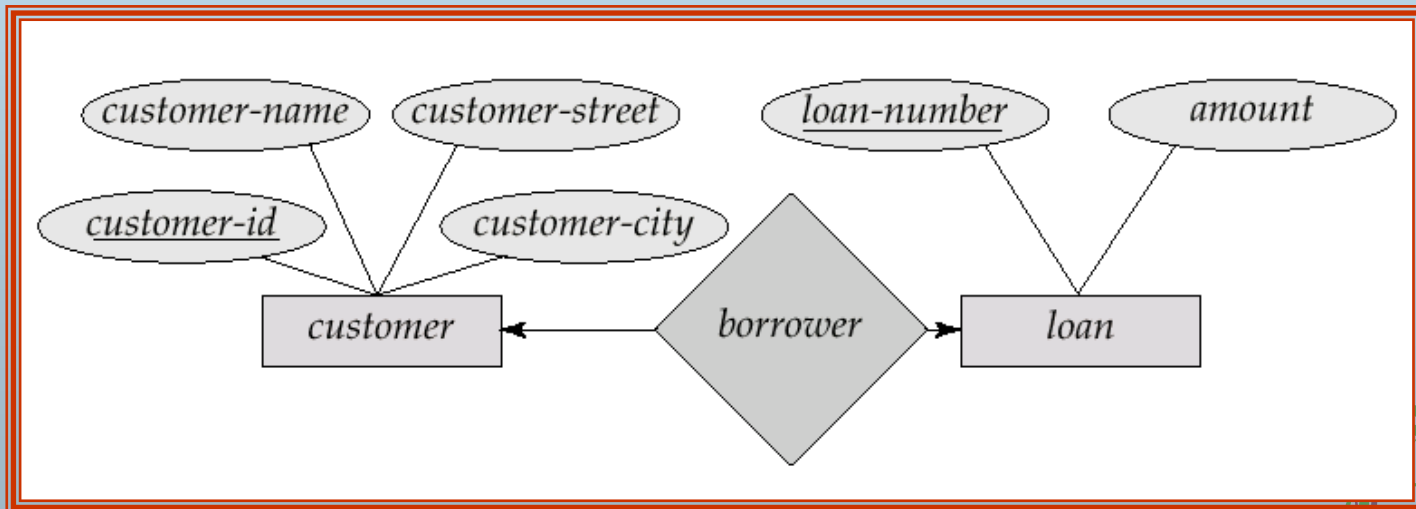 customer-name
customer-street
loan-number
amount
customer-id
customer-city
customer
borrower
loan